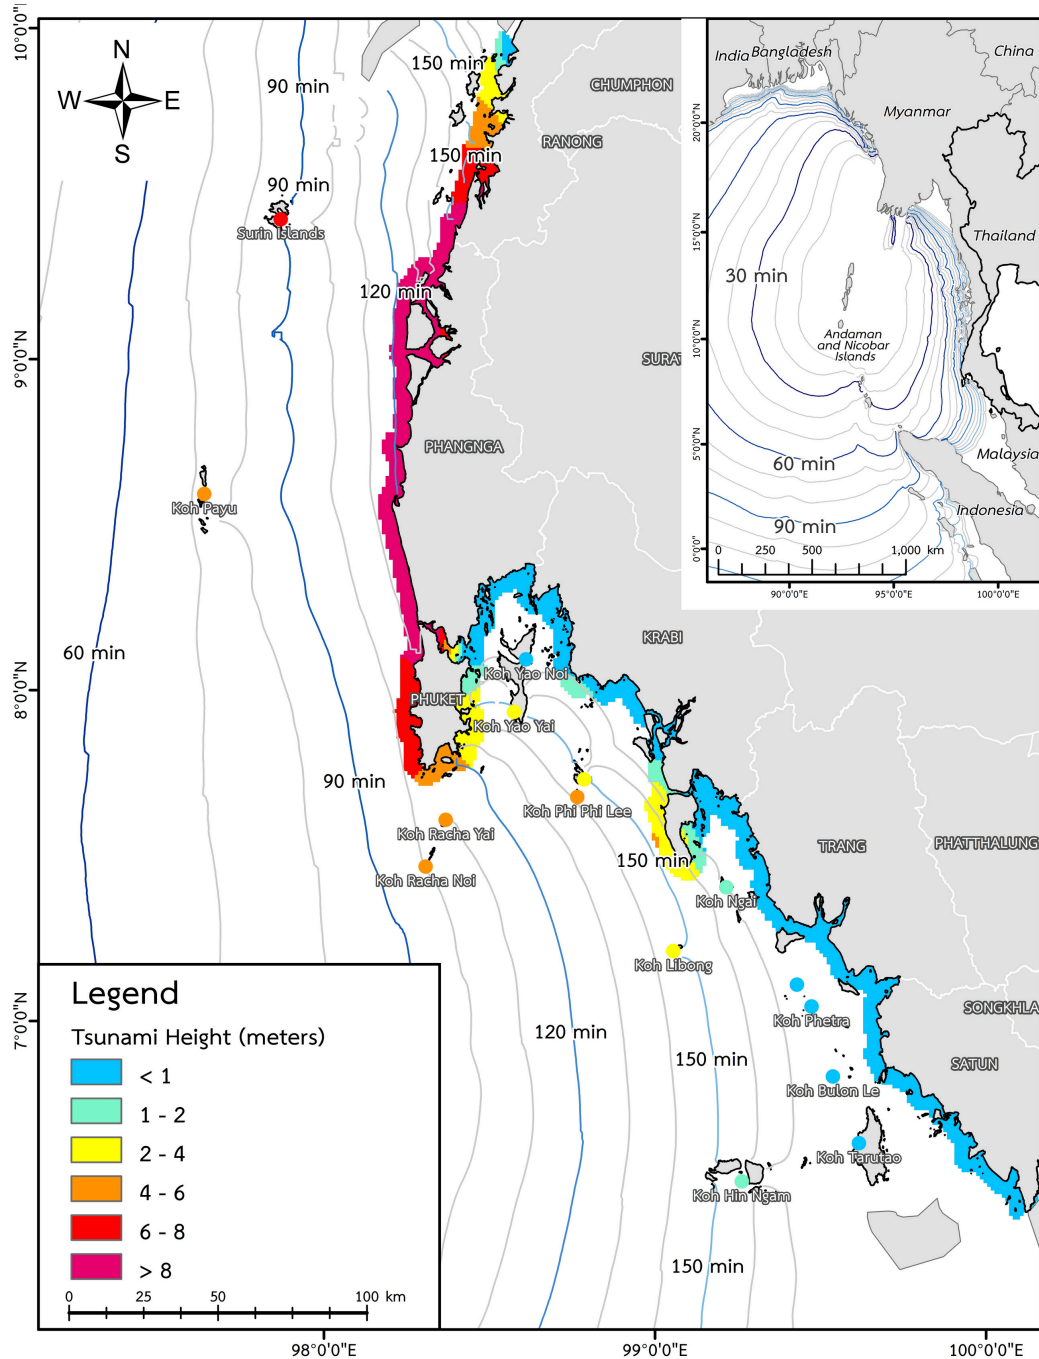 10°0'0"N
9°0'0"N
8°0'0"N
7°0'0"N
98°0'0"E
99°0'0"E
100°0'0"E
N
W
E
S
90 min
150 min
CHUMPHON
RANONG
150 min
90 min
Surin Islands
120 min
SURAT
PHANGNGA
Koh Payu
60 min
KRABI
Koh Yao Noi
PHUKET
Koh Yao Yai
90 min
Koh Phi Phi Lee
Koh Racha Yai
Koh Racha Noi
150 min
TRANG
PHATTHALUNG
Koh Ngai
Koh Libong
SONGKHLA
Koh Phetra
120 min
150 min
SATUN
Koh Bulon Le
Koh Tarutao
Koh Hin Ngam
150 min
India
Bangladesh
China
Myanmar
Thailand
30 min
Andaman
and Nicobar
Islands
60 min
Malaysia
90 min
Indonesia
0 250 500 1,000 km
20°0'0"N
15°0'0"N
10°0'0"N
5°0'0"N
0°0'0"
90°0'0"E
95°0'0"E
100°0'0"E
Legend
Tsunami Height (meters)
< 1
1 - 2
2 - 4
4 - 6
6 - 8
> 8
0 25 50 100 km